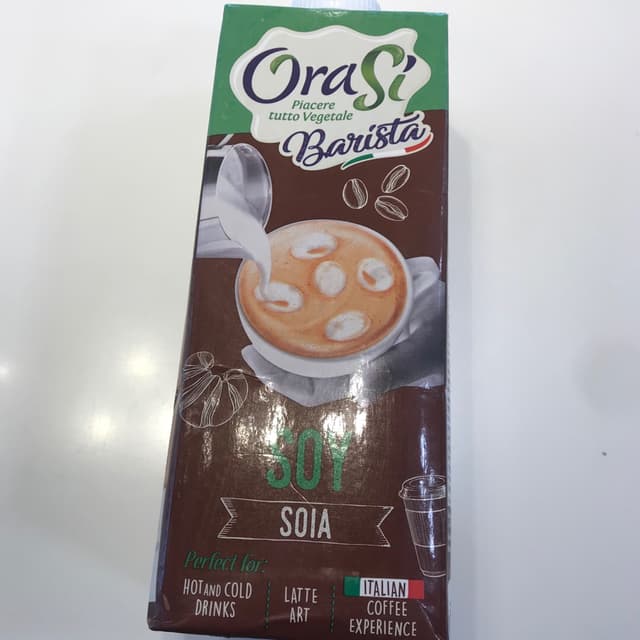 OraSì
Piacere
tutto Vegetale
Barista
SOY
SOIA
Perfect for:
HOT AND COLD
DRINKS
LATTE
ART
ITALIAN
COFFEE
EXPERIENCE